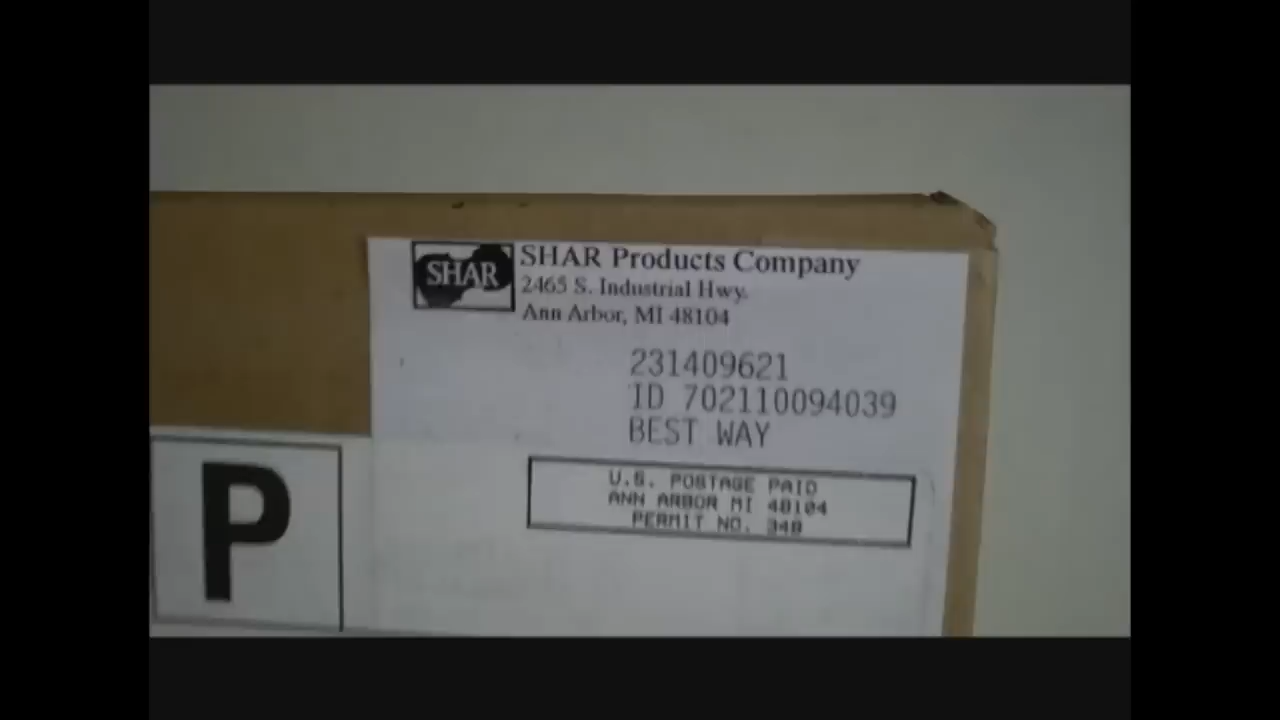 SHAR
SHAR Products Company
2465 S. Industrial Hwy.
Ann Arbor, MI 48104
231409621
ID 702110094039
BEST WAY
U.S. POSTAGE PAID
ANN ARBOR MI 48104
PERMIT NO. 348
P